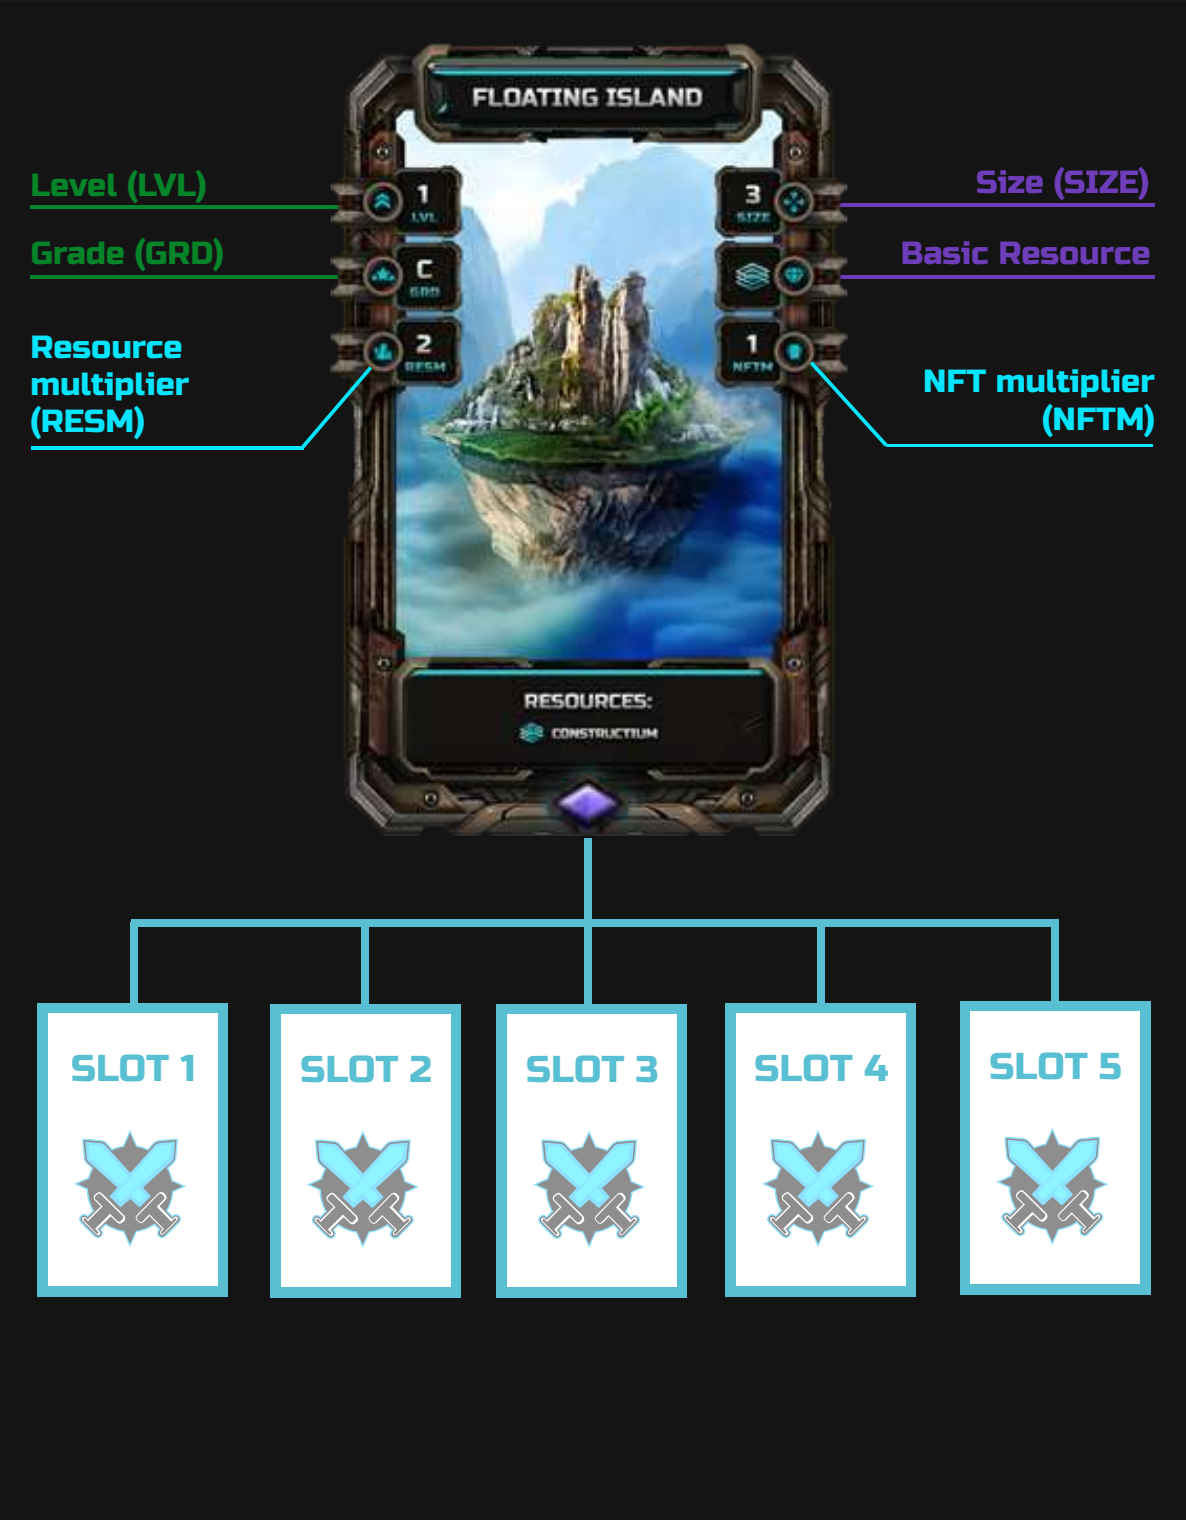 FLOATING ISLAND
Level (LVL)
Grade (GRD)
Resource
multiplier
(RESM)
1
LVL
C
GRD
2
RESM
3
SIZE
1
NFTM
Size (SIZE)
Basic Resource
NFT multiplier
(NFTM)
RESOURCES:
CONSTRUCTIUM
SLOT 1
SLOT 2
SLOT 3
SLOT 4
SLOT 5